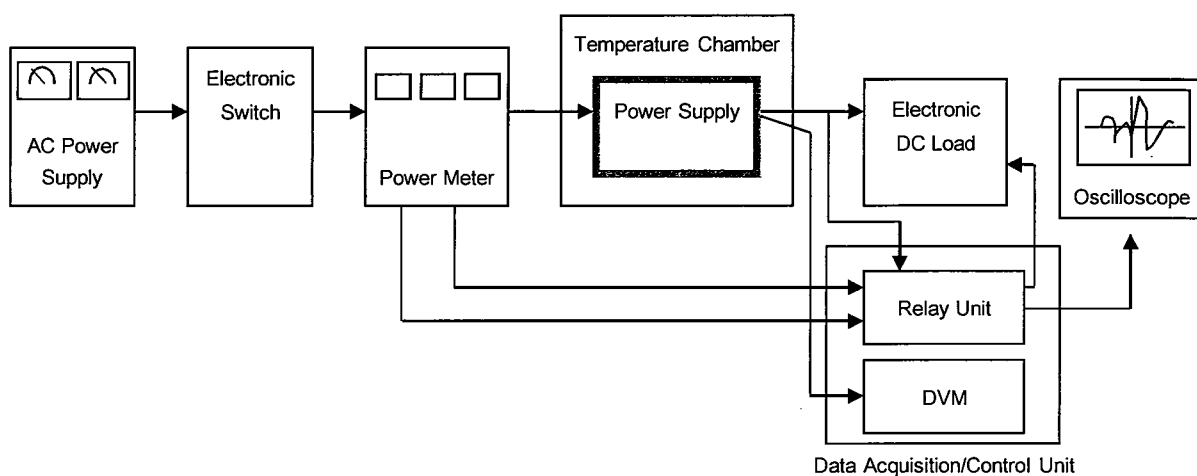 AC Power
Supply
Electronic
Switch
Power Meter
Temperature Chamber
Power Supply
Electronic
DC Load
Oscilloscope
Relay Unit
DVM
Data Acquisition/Control Unit